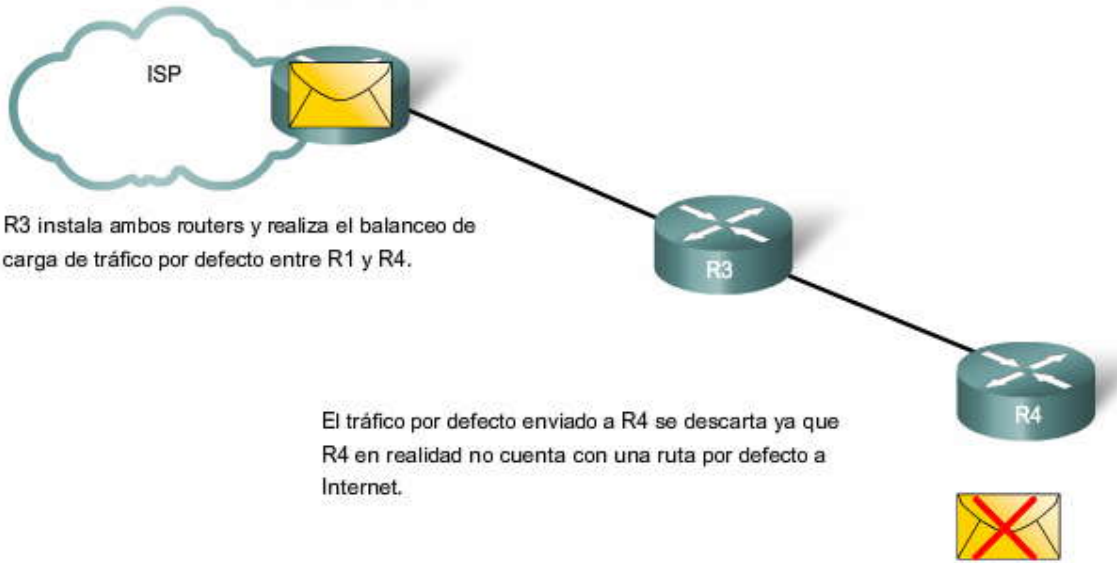 ISP
R3 instala ambos routers y realiza el balanceo de
carga de tráfico por defecto entre R1 y R4.
R3
El tráfico por defecto enviado a R4 se descarta ya que
R4 en realidad no cuenta con una ruta por defecto a
Internet.
R4